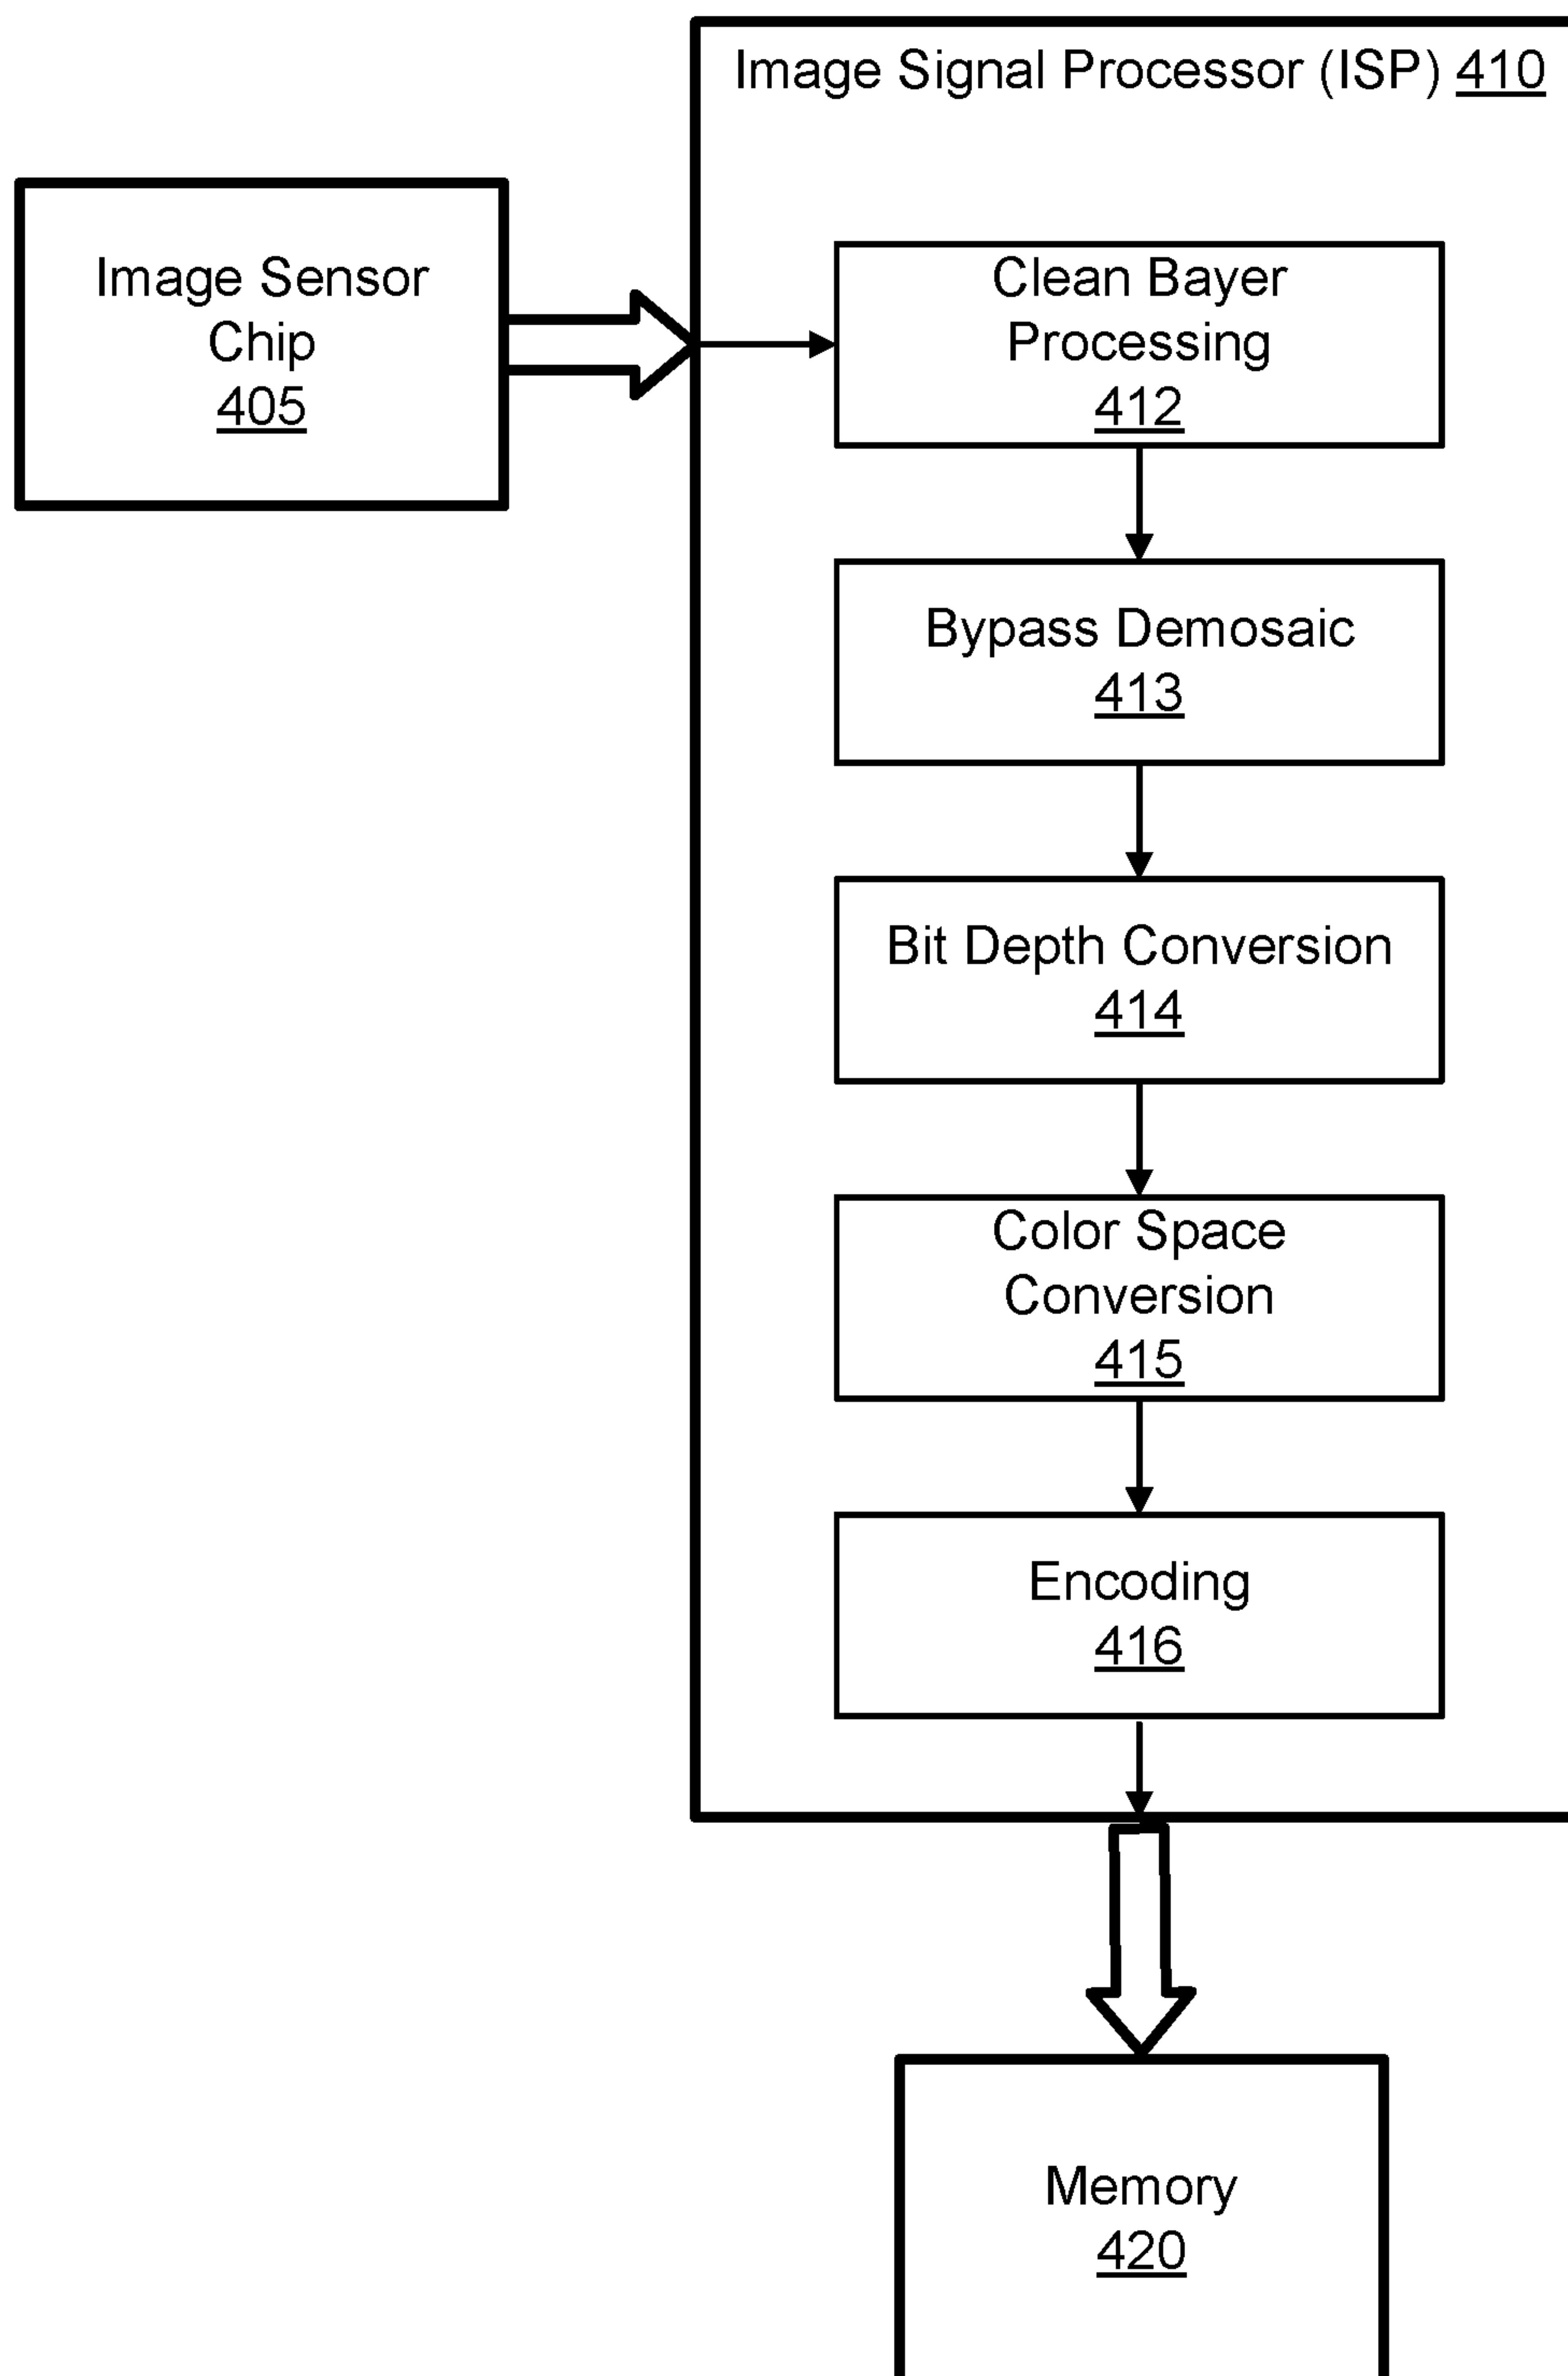 Image Signal Processor (ISP) 410
Image Sensor
Chip
405
Clean Bayer
Processing
412
Bypass Demosaic
413
Bit Depth Conversion
414
Color Space
Conversion
415
Encoding
416
Memory
420